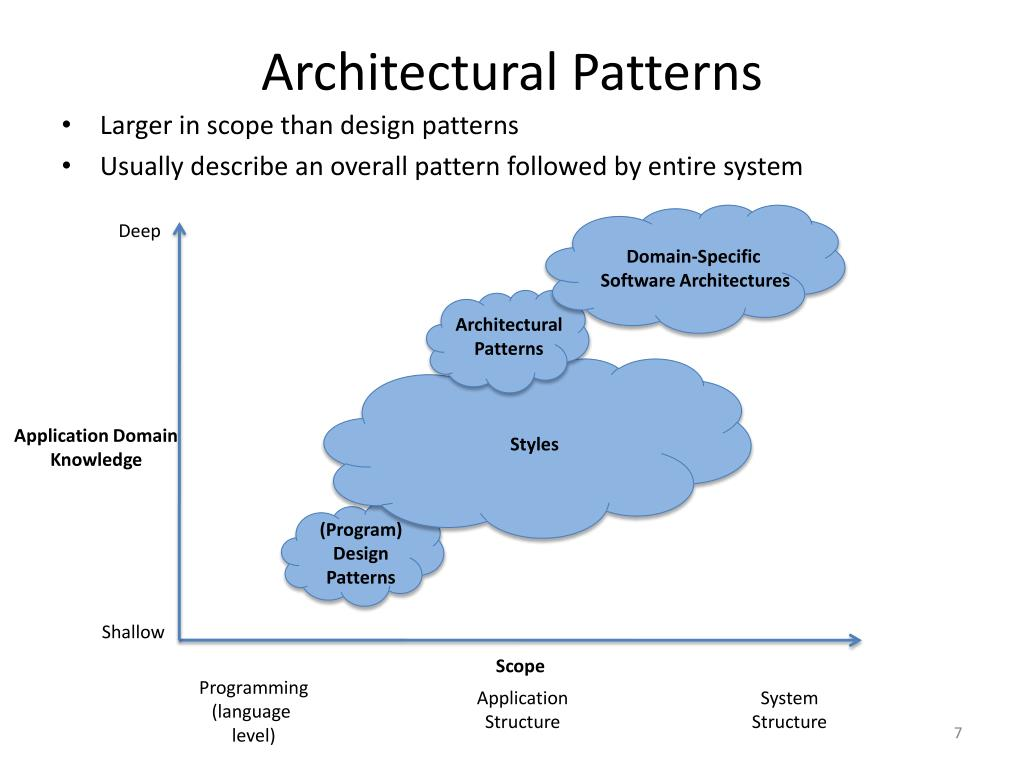 Architectural Patterns
• Larger in scope than design patterns
• Usually describe an overall pattern followed by entire system
Deep
Domain-Specific
Software Architectures
Architectural
Patterns
Application Domain
Knowledge
Styles
(Program)
Design
Patterns
Shallow
Scope
Programming
(language
level)
Application
Structure
System
Structure
7